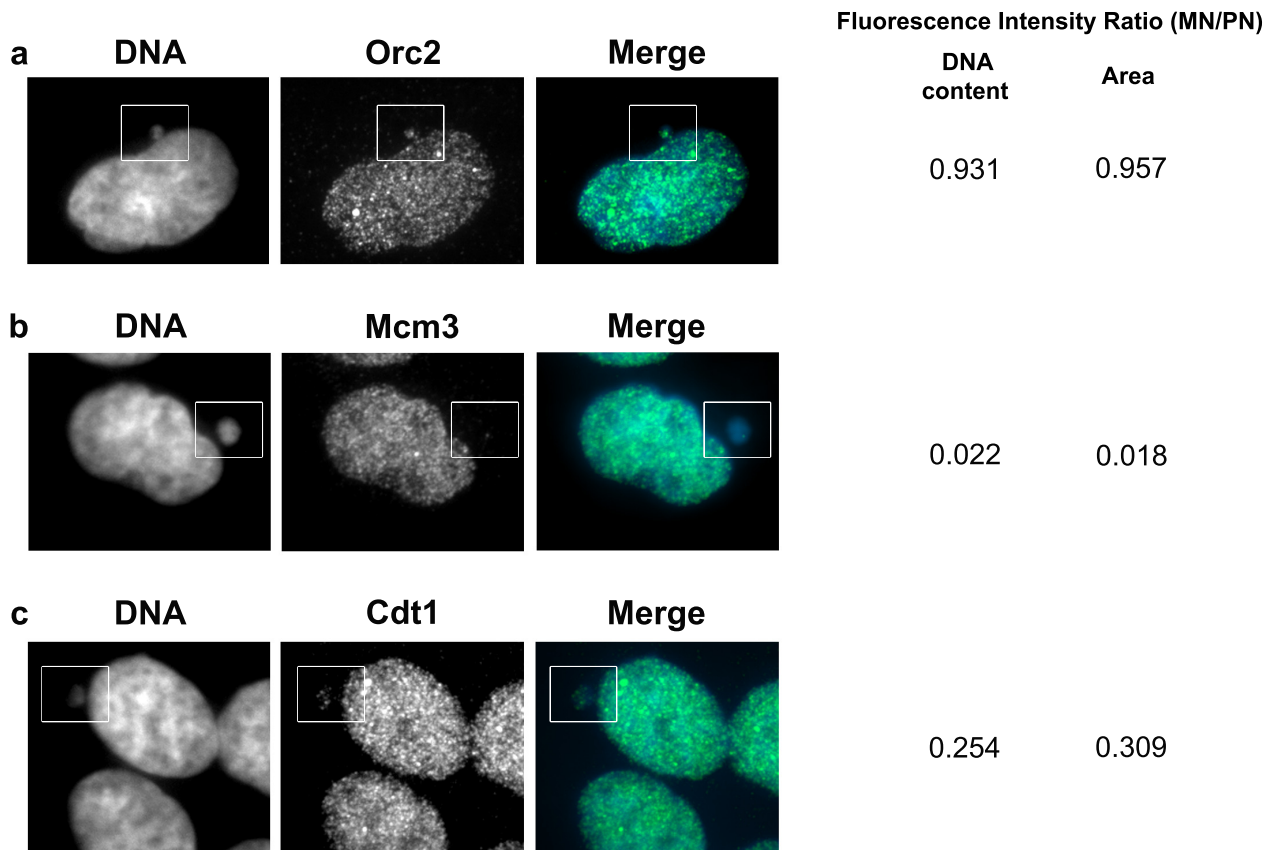 Fluorescence Intensity Ratio (MN/PN)
a DNA Orc2 Merge
DNA
content
Area
0.931 0.957
b DNA Mcm3 Merge
0.022 0.018
c DNA Cdt1 Merge
0.254 0.309